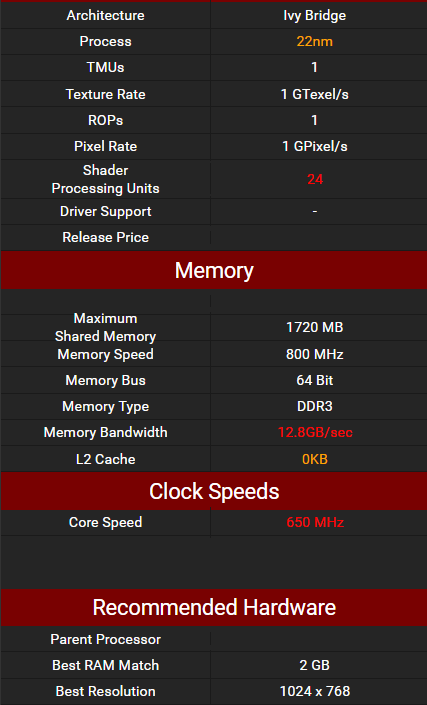 Architecture Ivy Bridge
Process 22nm
TMUs 1
Texture Rate 1 GTexel/s
ROPs 1
Pixel Rate 1 GPixel/s
Shader
Processing Units 24
Driver Support -
Release Price
Memory
Maximum
Shared Memory 1720 MB
Memory Speed 800 MHz
Memory Bus 64 Bit
Memory Type DDR3
Memory Bandwidth 12.8GB/sec
L2 Cache 0KB
Clock Speeds
Core Speed 650 MHz
Recommended Hardware
Parent Processor
Best RAM Match 2 GB
Best Resolution 1024 x 768